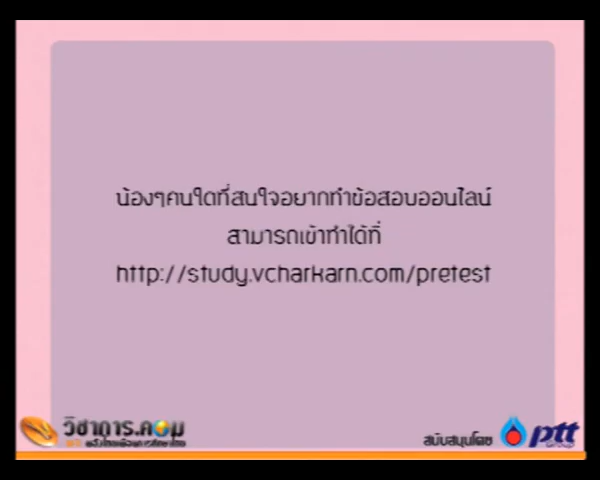 น้องๆคนใดที่สนใจอยากทำข้อสอบออนไลน์
สามารถเข้าทำได้ที่
http://study.vcharkarn.com/pretest
วิชาการ.คอม
สนับสนุนโดย
ptt
GROUP